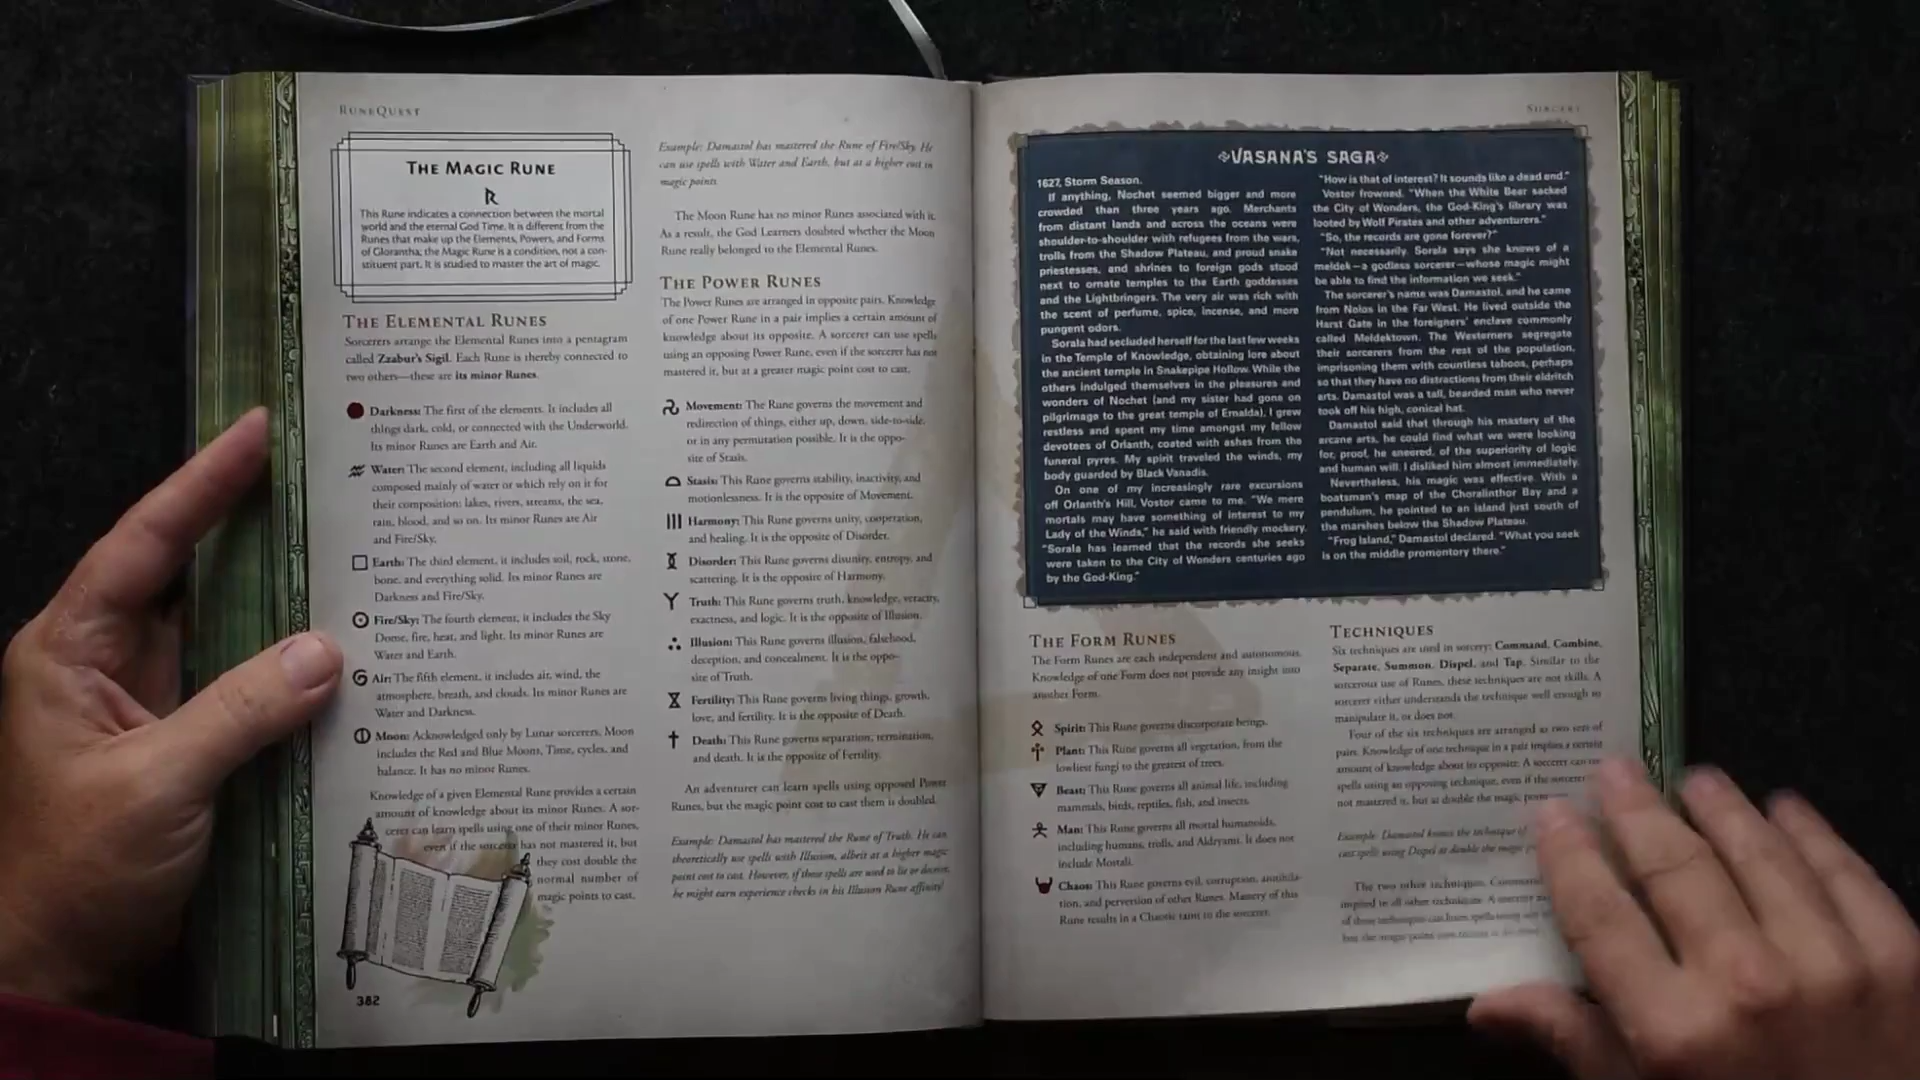 RuneQuest
The Magic Rune
This Rune indicates a connection between the mortal
world and the eternal God Time. It is different from the
Runes that make up the Elements, Powers, and Forms
of Glorantha; the Magic Rune is a condition, not a con-
stituent part. It is studied to master the art of magic.
The Elemental Runes
Sorcerers arrange the Elemental Runes into a pentagram
called Zzabur's Sigil. Each Rune is thereby connected to
two others—these are its minor Runes.
Darkness: The first of the elements. It includes all
things dark, cold, or connected with the Underworld.
Its minor Runes are Earth and Air.
Water: The second element, including all liquids
composed mainly of water or which rely on it for
their composition: lakes, rivers, streams, the sea,
rain, blood, and so on. Its minor Runes are Air
and Fire/Sky.
Earth: The third element, it includes soil, rock, stone,
bone, and everything solid. Its minor Runes are
Darkness and Fire/Sky.
Fire/Sky: The fourth element, it includes the Sky
Dome, fire, heat, and light. Its minor Runes are
Water and Earth.
Air: The fifth element, it includes air, wind, the
atmosphere, breath, and clouds. Its minor Runes are
Water and Darkness.
Moon: Acknowledged only by Lunar sorcerers, Moon
includes the Red and Blue Moons, Time, cycles, and
balance. It has no minor Runes.
Knowledge of a given Elemental Rune provides a certain
amount of knowledge about its minor Runes. A sor-
cerer can learn spells using one of their minor Runes,
even if the sorcerer has not mastered it, but
they cost double the
normal number of
magic points to cast.
382
Example: Damastol has mastered the Rune of Fire/Sky. He
can use spells with Water and Earth, but at a higher cost in
magic points.
The Moon Rune has no minor Runes associated with it.
As a result, the God Learners doubted whether the Moon
Rune really belonged to the Elemental Runes.
The Power Runes
The Power Runes are arranged in opposite pairs. Knowledge
of one Power Rune in a pair implies a certain amount of
knowledge about its opposite. A sorcerer can use spells
using an opposing Power Rune, even if the sorcerer has not
mastered it, but at a greater magic point cost to cast.
Movement: The Rune governs the movement and
redirection of things, either up, down, side-to-side,
or in any permutation possible. It is the oppo-
site of Stasis.
Stasis: This Rune governs stability, inactivity, and
motionlessness. It is the opposite of Movement.
Harmony: This Rune governs unity, cooperation,
and healing. It is the opposite of Disorder.
Disorder: This Rune governs disunity, entropy, and
scattering. It is the opposite of Harmony.
Truth: This Rune governs truth, knowledge, veracity,
exactness, and logic. It is the opposite of Illusion.
Illusion: This Rune governs illusion, falsehood,
deception, and concealment. It is the oppo-
site of Truth.
Fertility: This Rune governs living things, growth,
love, and fertility. It is the opposite of Death.
Death: This Rune governs separation, termination,
and death. It is the opposite of Fertility.
An adventurer can learn spells using opposed Power
Runes, but the magic point cost to cast them is doubled.
Example: Damastol has mastered the Rune of Truth. He can
theoretically use spells with Illusion, albeit at a higher magic
point cost to cast. However, if these spells are used to lie or deceive,
he might earn experience checks in his Illusion Rune affinity!
Sorcery
Vasana's Saga
1627, Storm Season.
If anything, Nochet seemed bigger and more
crowded than three years ago. Merchants
from distant lands and across the oceans were
shoulder-to-shoulder with refugees from the wars,
trolls from the Shadow Plateau, and proud snake
priestesses, and shrines to foreign gods stood
next to ornate temples to the Earth goddesses
and the Lightbringers. The very air was rich with
the scent of perfume, spice, incense, and more
pungent odors.
Sorala had secluded herself for the last few weeks
in the Temple of Knowledge, obtaining lore about
the ancient temple in Snakepipe Hollow. While the
others indulged themselves in the pleasures and
wonders of Nochet (and my sister had gone on
pilgrimage to the great temple of Ernalda), I grew
restless and spent my time amongst my fellow
devotees of Orlanth, coated with ashes from the
funeral pyres. My spirit traveled the winds, my
body guarded by Black Vanadis.
On one of my increasingly rare excursions
off Orlanth's Hill, Vostor came to me. "We mere
mortals may have something of interest to my
Lady of the Winds," he said with friendly mockery.
"Sorala has learned that the records she seeks
were taken to the City of Wonders centuries ago
by the God-King."
"How is that of interest? It sounds like a dead end."
Vostor frowned. "When the White Bear sacked
the City of Wonders, the God-King's library was
looted by Wolf Pirates and other adventurers."
"So, the records are gone forever?"
"Not necessarily. Sorala says she knows of a
meldek—a godless sorcerer—whose magic might
be able to find the information we seek."
The sorcerer's name was Damastol, and he came
from Nolos in the Far West. He lived outside the
Harst Gate in the foreigners' enclave commonly
called Meldektown. The Westerners segregate
their sorcerers from the rest of the population,
imprisoning them with countless taboos, perhaps
so that they have no distractions from their eldritch
arts. Damastol was a tall, bearded man who never
took off his high, conical hat.
Damastol said that through his mastery of the
arcane arts, he could find what we were looking
for, proof, he sneered, of the superiority of logic
and human will. I disliked him almost immediately.
Nevertheless, his magic was effective. With a
boatsman's map of the Choralinthor Bay and a
pendulum, he pointed to an island just south of
the marshes below the Shadow Plateau.
"Frog Island," Damastol declared. "What you seek
is on the middle promontory there."
The Form Runes
The Form Runes are each independent and autonomous.
Knowledge of one Form does not provide any insight into
another Form.
Spirit: This Rune governs discorporate beings.
Plant: This Rune governs all vegetation, from the
lowliest fungi to the greatest of trees.
Beast: This Rune governs all animal life, including
mammals, birds, reptiles, fish, and insects.
Man: This Rune governs all mortal humanoids,
including humans, trolls, and Aldryami. It does not
include Mostali.
Chaos: This Rune governs evil, corruption, annihila-
tion, and perversion of other Runes. Mastery of this
Rune results in a Chaotic taint to the sorcerer.
Techniques
Six techniques are used in sorcery: Command, Combine,
Separate, Summon, Dispel, and Tap. Similar to the
sorcerous use of Runes, these techniques are not skills. A
sorcerer either understands the technique well enough to
manipulate it, or does not.
Four of the six techniques are arranged as two sets of
pairs. Knowledge of one technique in a pair implies a certain
amount of knowledge about its opposite. A sorcerer can use
spells using an opposing technique, even if the sorcerer
not mastered it, but at double the magic point
Example: Damastol knows the technique of
cast spells using Dispel at double the magic
The two other techniques, Command